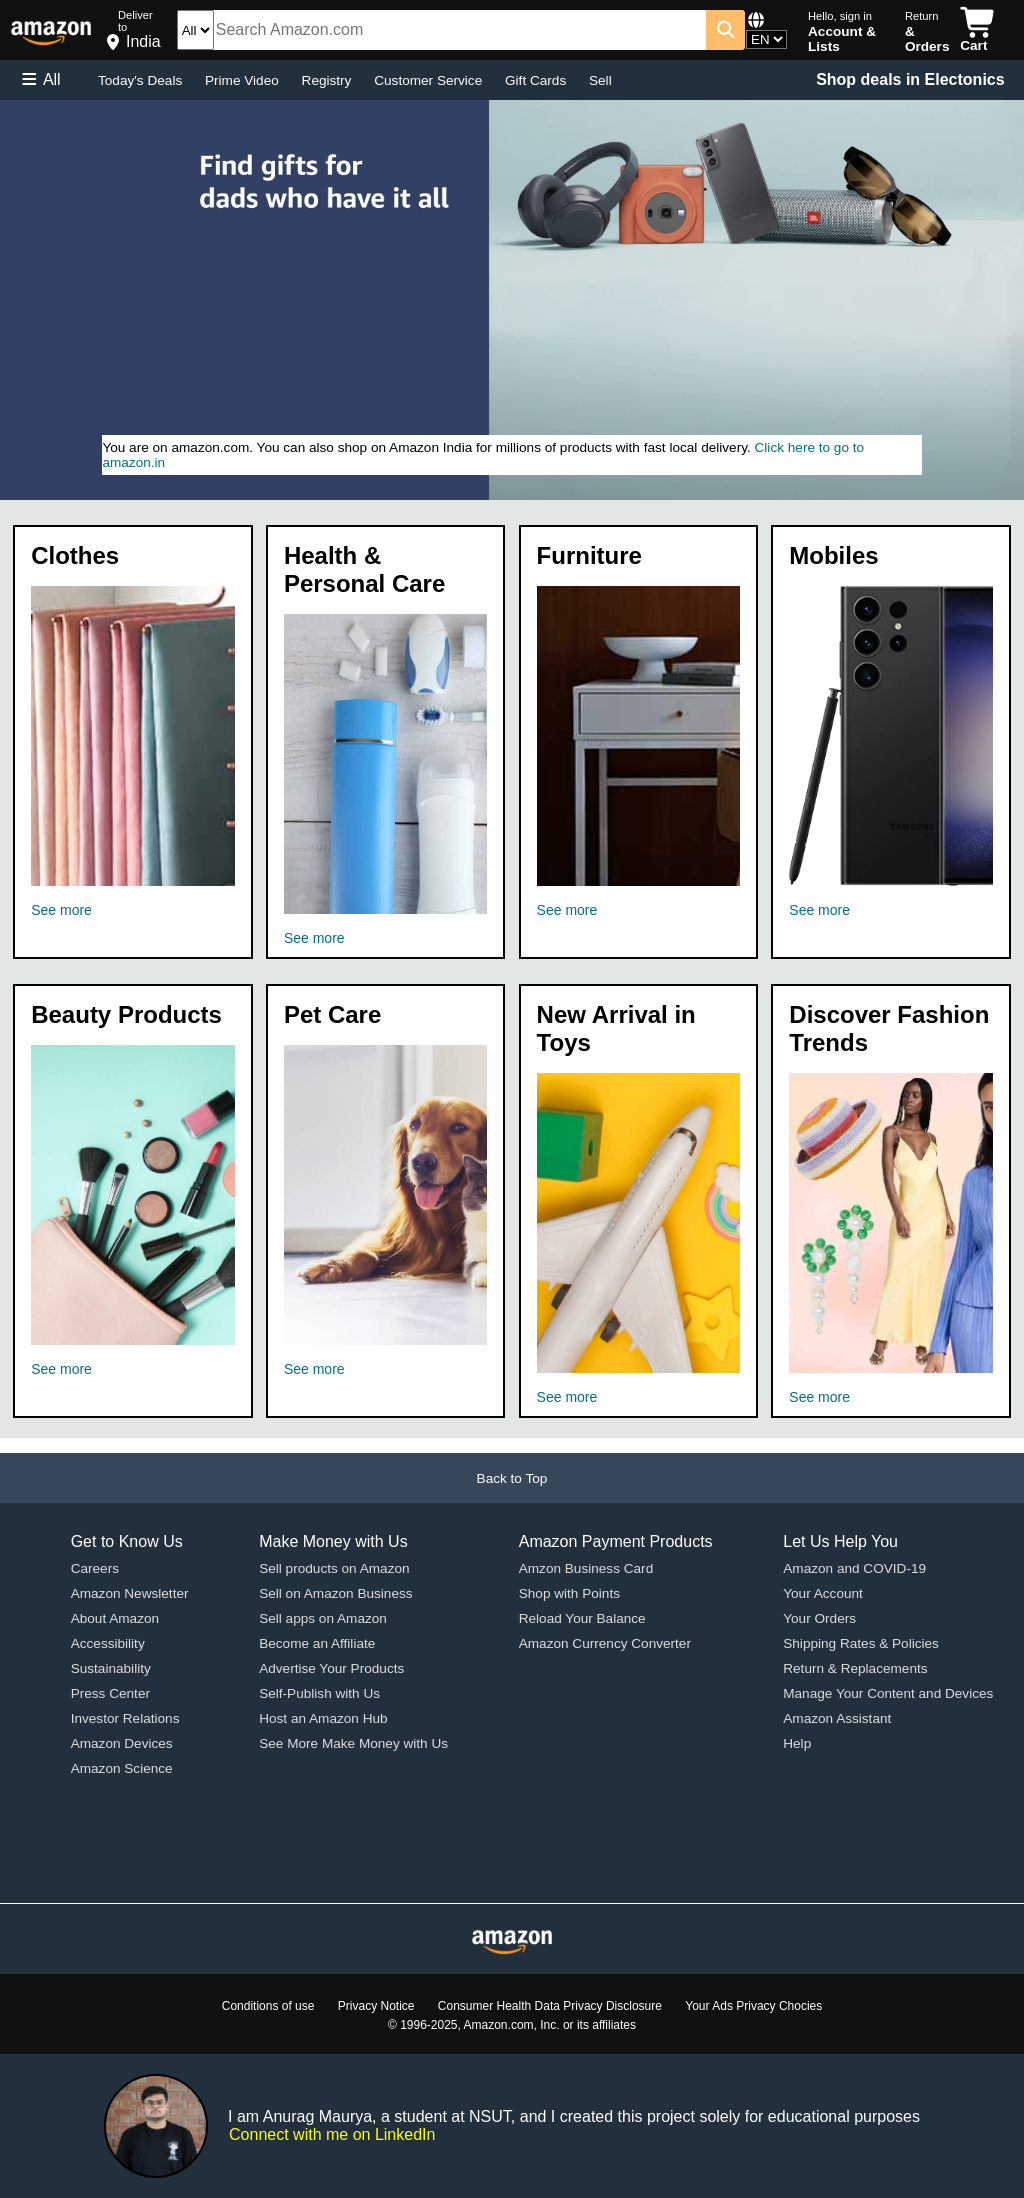 amazon
Deliver
to
India
All
Search Amazon.com
EN
Hello, sign in
Account &
Lists
Return
&
Orders
Cart
All
Today's Deals
Prime Video
Registry
Customer Service
Gift Cards
Sell
Shop deals in Electonics
Find gifts for
dads who have it all
JBL
You are on amazon.com. You can also shop on Amazon India for millions of products with fast local delivery. Click here to go to
amazon.in
Clothes
See more
Health &
Personal Care
See more
Furniture
See more
Mobiles
SAMSUNG
See more
Beauty Products
See more
Pet Care
See more
New Arrival in
Toys
See more
Discover Fashion
Trends
See more
Back to Top
Get to Know Us
Careers
Amazon Newsletter
About Amazon
Accessibility
Sustainability
Press Center
Investor Relations
Amazon Devices
Amazon Science
Make Money with Us
Sell products on Amazon
Sell on Amazon Business
Sell apps on Amazon
Become an Affiliate
Advertise Your Products
Self-Publish with Us
Host an Amazon Hub
See More Make Money with Us
Amazon Payment Products
Amzon Business Card
Shop with Points
Reload Your Balance
Amazon Currency Converter
Let Us Help You
Amazon and COVID-19
Your Account
Your Orders
Shipping Rates & Policies
Return & Replacements
Manage Your Content and Devices
Amazon Assistant
Help
amazon
Conditions of use
Privacy Notice
Consumer Health Data Privacy Disclosure
Your Ads Privacy Chocies
© 1996-2025, Amazon.com, Inc. or its affiliates
I am Anurag Maurya, a student at NSUT, and I created this project solely for educational purposes
Connect with me on LinkedIn